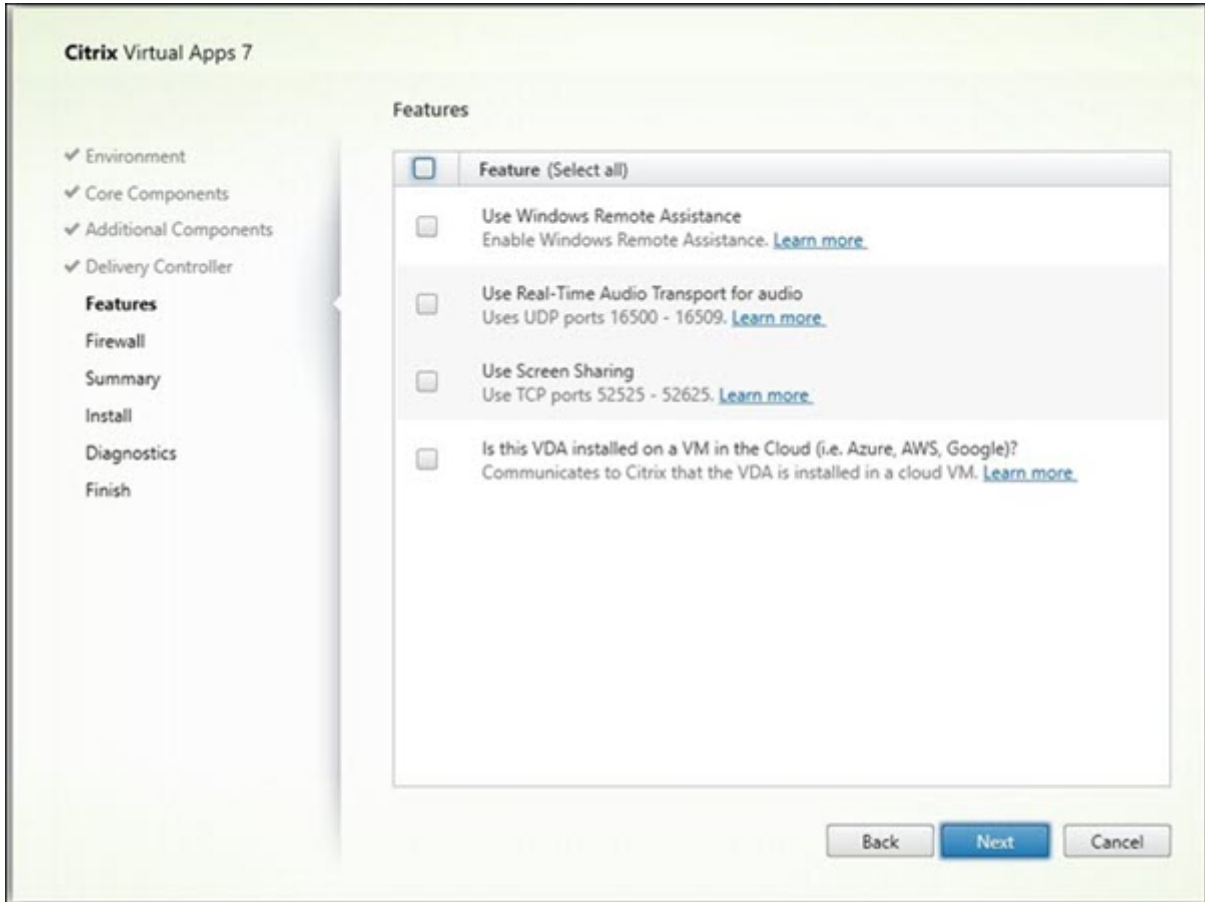 Citrix Virtual Apps 7
Features
Environment
Core Components
Additional Components
Delivery Controller
Features
Firewall
Summary
Install
Diagnostics
Finish
Feature (Select all)
Use Windows Remote Assistance
Enable Windows Remote Assistance. Learn more
Use Real-Time Audio Transport for audio
Uses UDP ports 16500 - 16509. Learn more
Use Screen Sharing
Use TCP ports 52525 - 52625. Learn more
Is this VDA installed on a VM in the Cloud (i.e. Azure, AWS, Google)?
Communicates to Citrix that the VDA is installed in a cloud VM. Learn more
Back Next Cancel